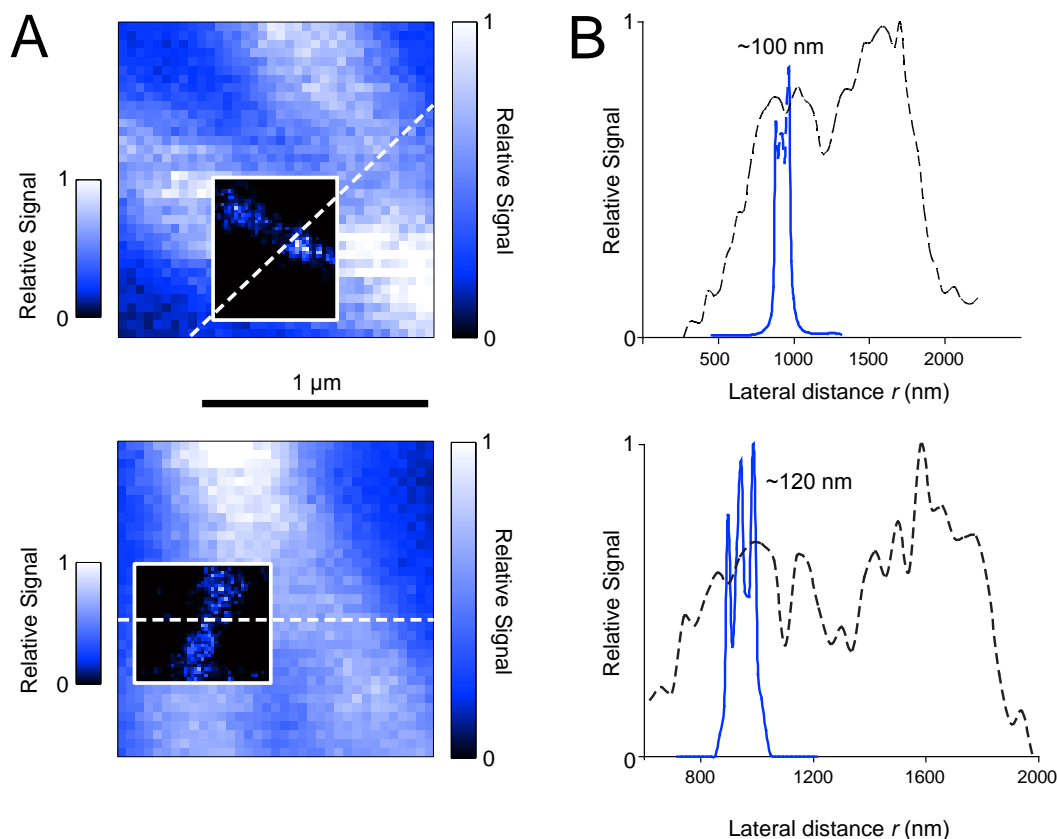 A
1
Relative Signal
0
1
Relative Signal
0
1 µm
1
Relative Signal
0
1
Relative Signal
0
B
1
Relative Signal
0
~100 nm
500
1000
1500
2000
Lateral distance r (nm)
1
Relative Signal
0
~120 nm
800
1200
1600
2000
Lateral distance r (nm)